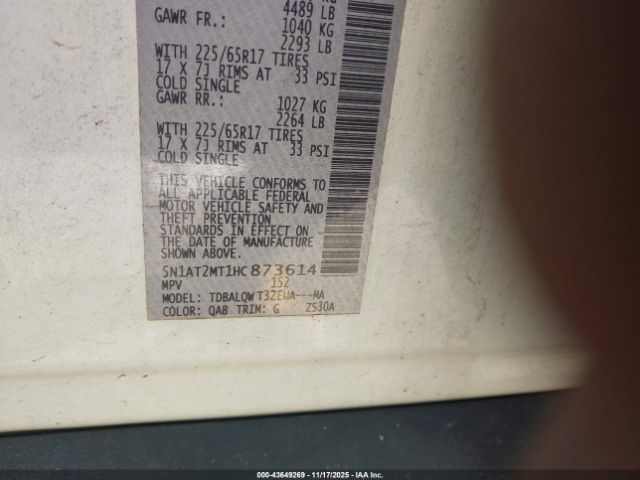 4489 LB
GAWR FR.: 1040 KG
2293 LB
WITH 225/65R17 TIRES
17 X 7J RIMS AT 33 PSI
COLD SINGLE
GAWR RR.: 1027 KG
2264 LB
WITH 225/65R17 TIRES
17 X 7J RIMS AT 33 PSI
COLD SINGLE
THIS VEHICLE CONFORMS TO
ALL APPLICABLE FEDERAL
MOTOR VEHICLE SAFETY AND
THEFT PREVENTION
STANDARDS IN EFFECT ON
THE DATE OF MANUFACTURE
SHOWN ABOVE.
5N1AT2MT1HC873614
MPV 152
MODEL: TDBALQWT32EUA---MA
COLOR: QAB TRIM: G ZS30A
000-43649269 - 11/17/2025 - IAA Inc.